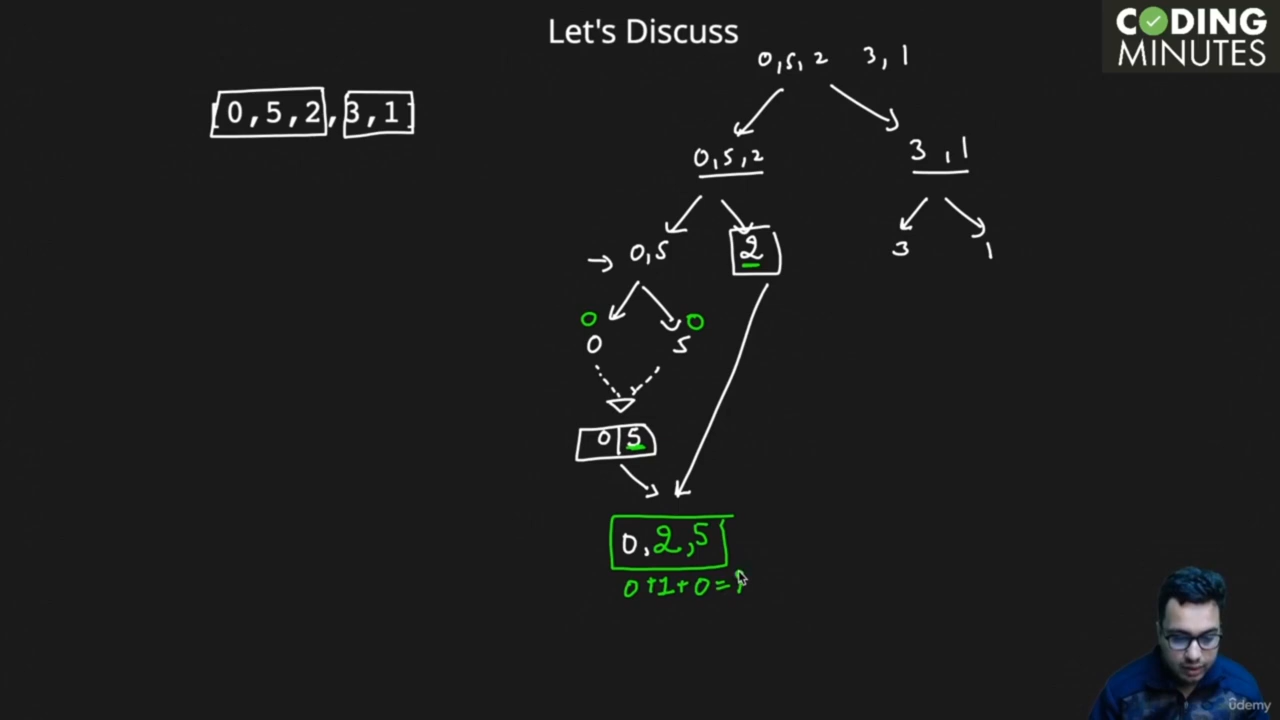 Let's Discuss
CODING
MINUTES
0,5,2 3,1
[0,5,2,3,1]
0,5,2 3,1
0,5 2 3 1
0 0
0 5
0 5
0,2,5
0+1+0=
udemy